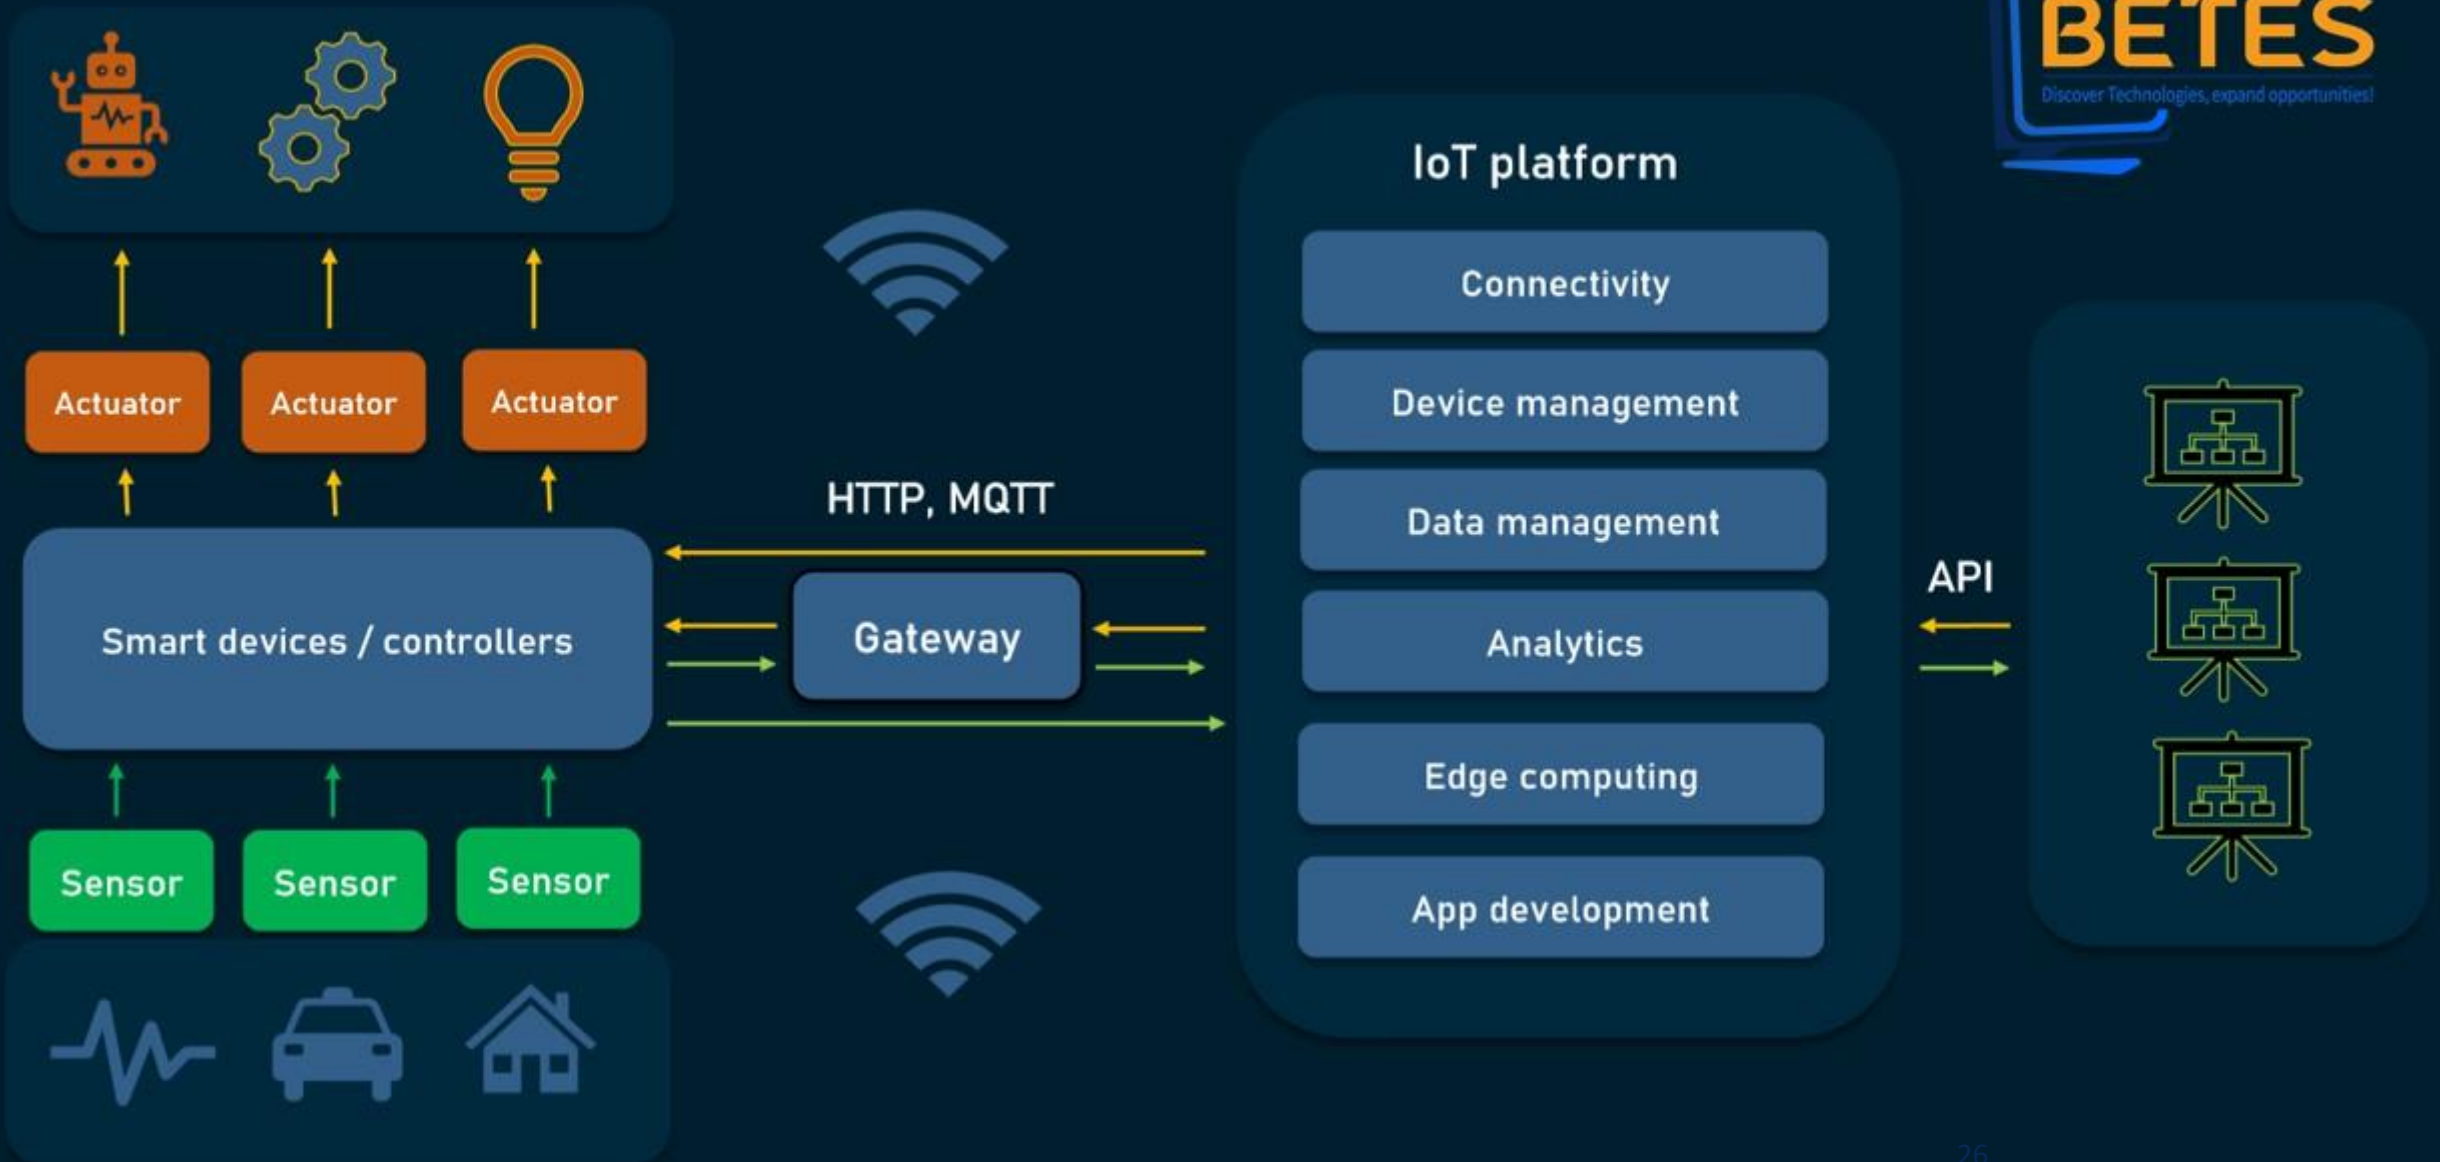 BETES
Discover Technologies, expand opportunities!
IoT platform
Connectivity
Device management
Data management
Analytics
Edge computing
App development
Actuator
Actuator
Actuator
HTTP, MQTT
Smart devices / controllers
Gateway
API
Sensor
Sensor
Sensor
26